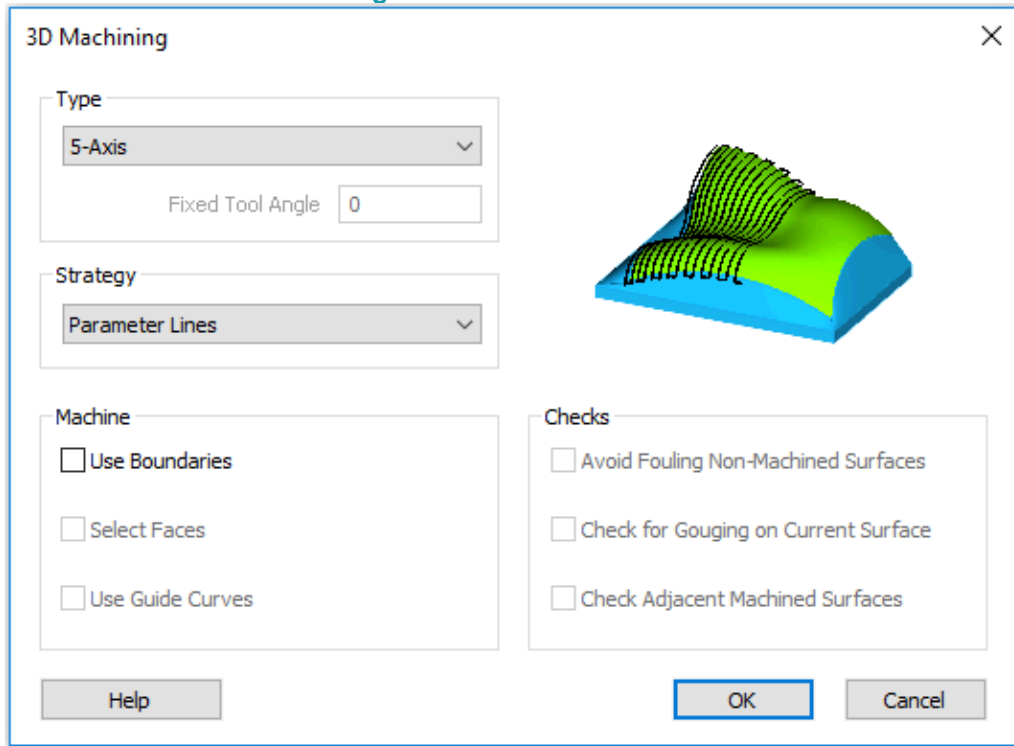 3D Machining
Type
5-Axis
Fixed Tool Angle 0
Strategy
Parameter Lines
Machine
Use Boundaries
Select Faces
Use Guide Curves
Checks
Avoid Fouling Non-Machined Surfaces
Check for Gouging on Current Surface
Check Adjacent Machined Surfaces
Help
OK
Cancel